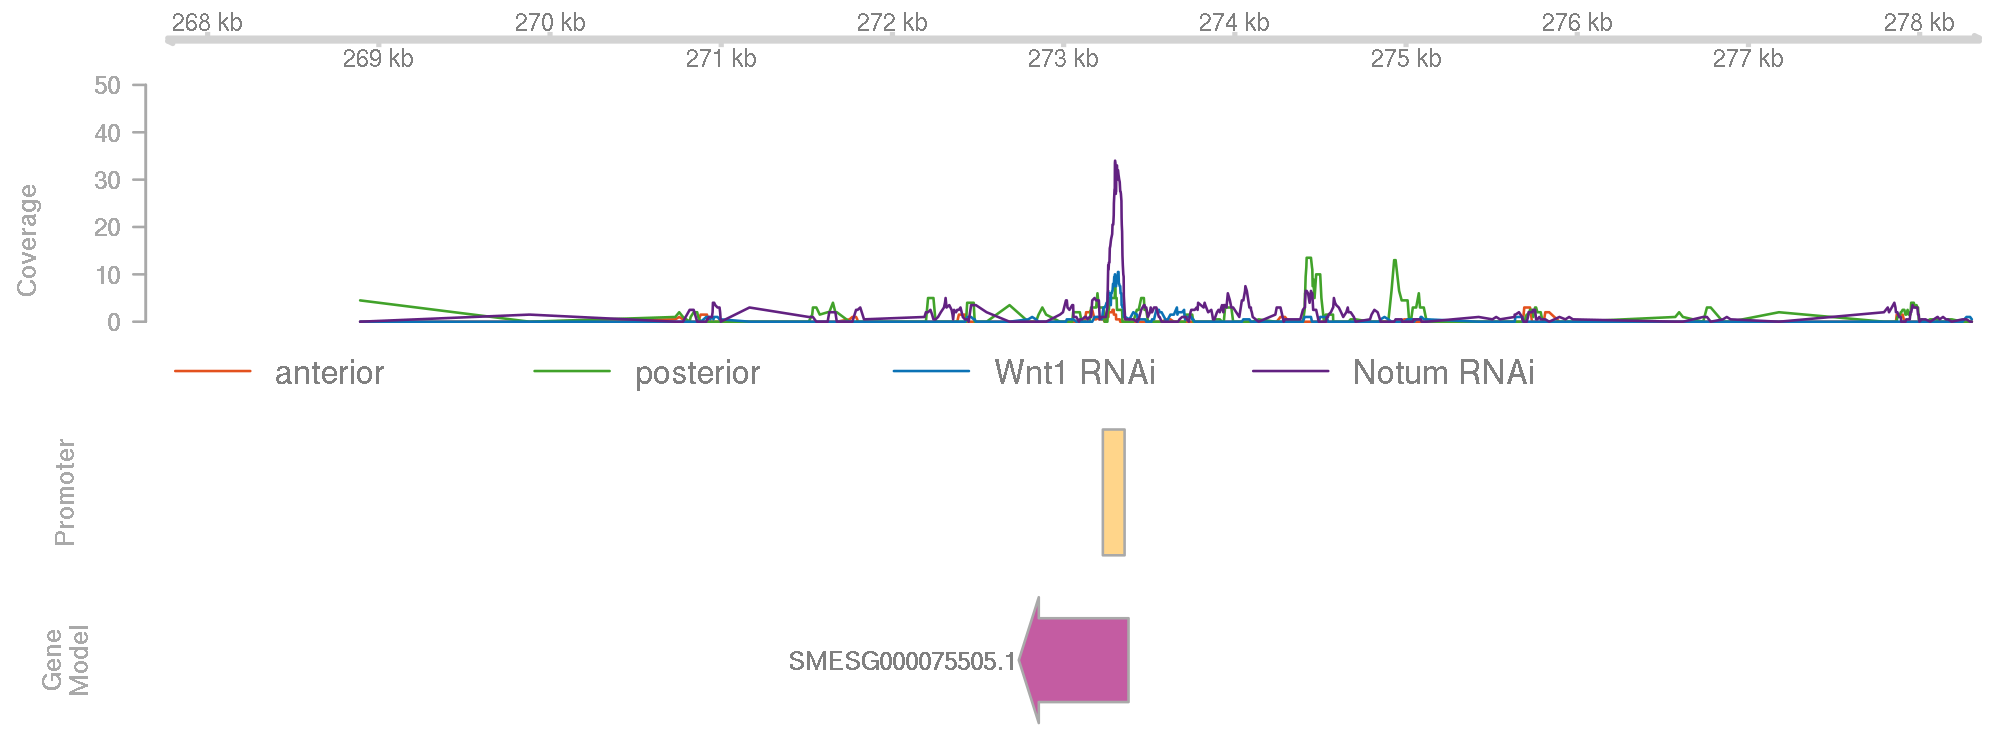 268 kb 270 kb 272 kb 274 kb 276 kb 278 kb
269 kb 271 kb 273 kb 275 kb 277 kb
50
40
30
20
10
0
Coverage
anterior posterior Wnt1 RNAi Notum RNAi
Promoter
Gene
Model
SMESG000075505.1